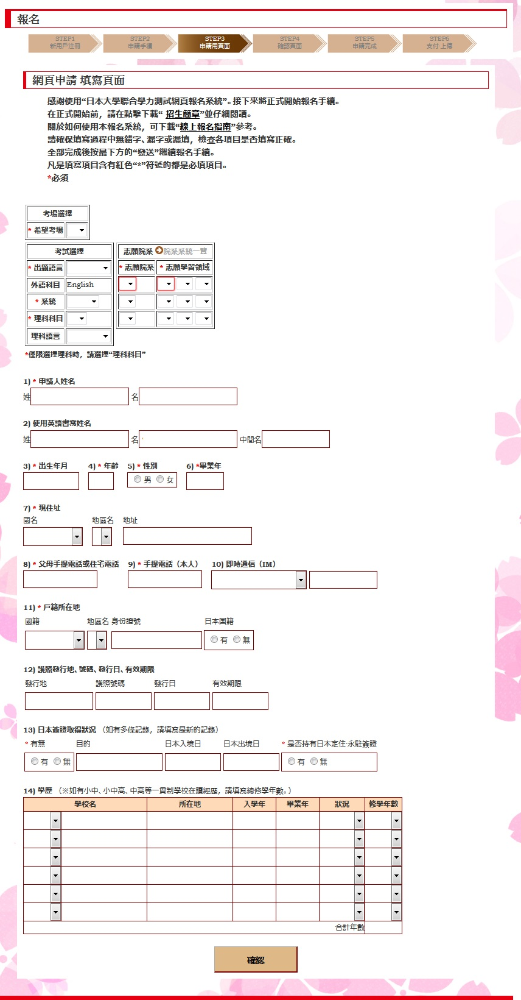 報名
STEP1
新用戶注冊
STEP2
申請手續
STEP3
申請用頁面
STEP4
確認頁面
STEP5
申請完成
STEP6
支付·上傳
網頁申請 填寫頁面
感謝使用“日本大學聯合學力測試網頁報名系統”。接下來將正式開始報名手續。
在正式開始前，請在點擊下載“ 招生簡章”並仔細閱讀。
關於如何使用本報名系統，可下載“線上報名指南”參考。
請確保填寫過程中無錯字、漏字或漏填，檢查各項目是否填寫正確。
全部完成後按最下方的“發送”繼續報名手續。
凡是填寫項目含有紅色“*”符號的都是必填項目。
*必須
考場選擇
* 希望考場
考試選擇
* 出題語言
外語科目 English
* 系統
* 理科科目
理科語言
志願院系 院系系統一覽
* 志願院系 * 志願學習領域
*僅限選擇理科時，請選擇“理科科目”
1) * 申請人姓名
姓 名
2) 使用英語書寫姓名
姓 名 中間名
3) * 出生年月 4) * 年齡 5) * 性別 6) *畢業年
男 女
7) * 現住址
國名 地區名 地址
8) * 父母手提電話或住宅電話 9) * 手提電話（本人） 10) 即時通信（IM）
11) * 戶籍所在地
國籍 地區名 身份證號 日本国籍
有 無
12) 護照發行地、號碼、發行日、有效期限
發行地 護照號碼 發行日 有效期限
13) 日本簽證取得狀況 （如有多條記錄，請填寫最新的記錄）
* 有無 目的 日本入境日 日本出境日 * 是否持有日本定住·永駐簽證
有 無 有 無
14) 學歷 （※如有小中、小中高、中高等一貫制學校在讀經歷，請填寫總修學年數。）
學校名 所在地 入學年 畢業年 狀況 修學年數
合計年數
確認